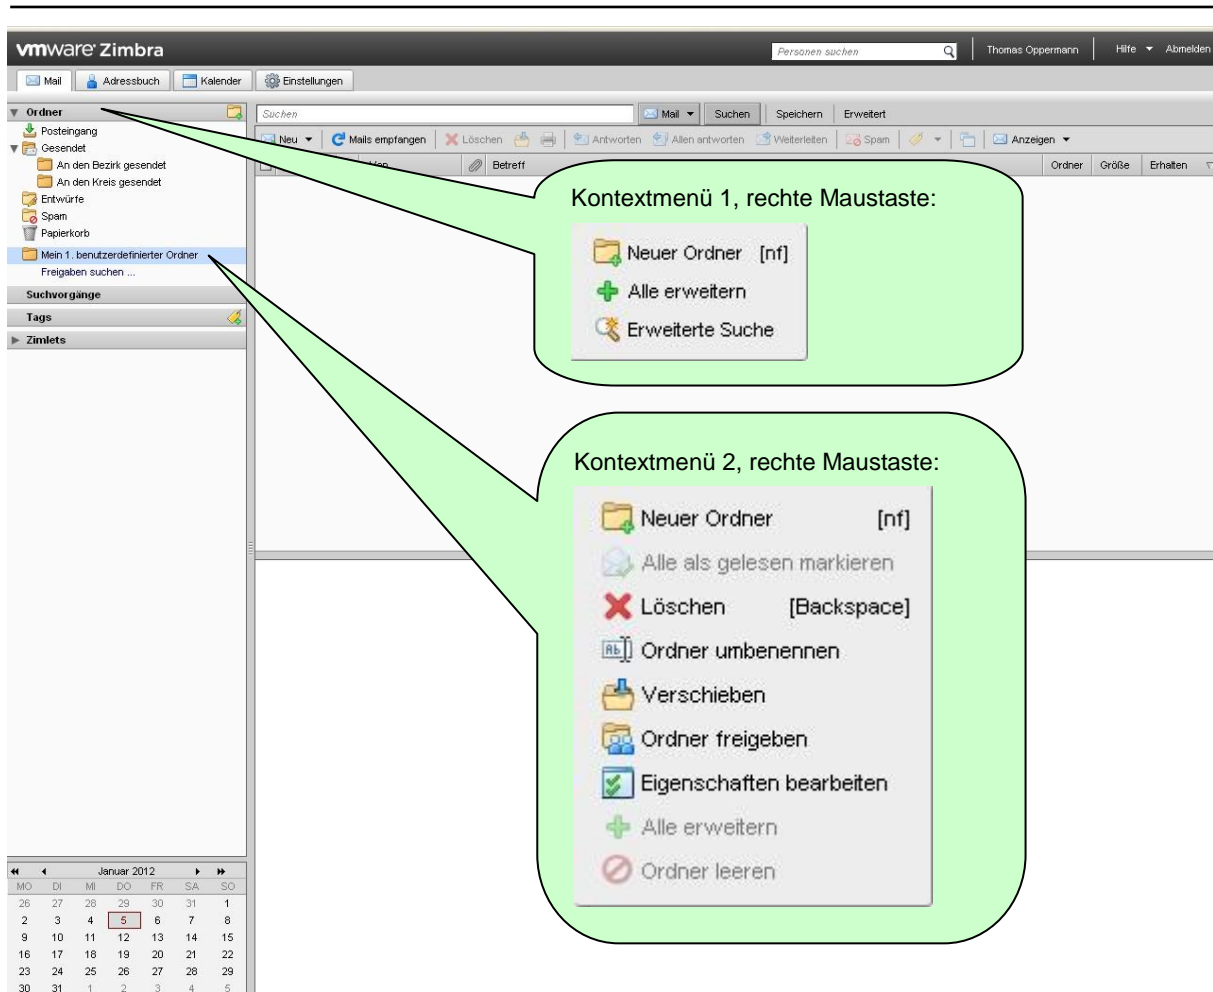 vmware Zimbra
Personen suchen
Thomas Oppermann
Hilfe
Abmelden
Mail Adressbuch Kalender Einstellungen
Ordner
Suchen
Mail Suchen Speichern Erweitert
Posteingang
Neu Mails empfangen Löschen Antworten Allen antworten Weiterleiten Spam Anzeigen
Gesendet
Von Betreff Ordner Größe Erhalten
An den Bezirk gesendet
An den Kreis gesendet
Entwürfe
Spam
Papierkorb
Mein 1. benutzerdefinierter Ordner
Freigaben suchen ...
Suchvorgänge
Tags
Zimlets
Kontextmenü 1, rechte Maustaste:
Neuer Ordner [nf]
Alle erweitern
Erweiterte Suche
Kontextmenü 2, rechte Maustaste:
Neuer Ordner [nf]
Alle als gelesen markieren
Löschen [Backspace]
Ordner umbenennen
Verschieben
Ordner freigeben
Eigenschaften bearbeiten
Alle erweitern
Ordner leeren
Januar 2012
MO DI MI DO FR SA SO
26 27 28 29 30 31 1
2 3 4 5 6 7 8
9 10 11 12 13 14 15
16 17 18 19 20 21 22
23 24 25 26 27 28 29
30 31 1 2 3 4 5